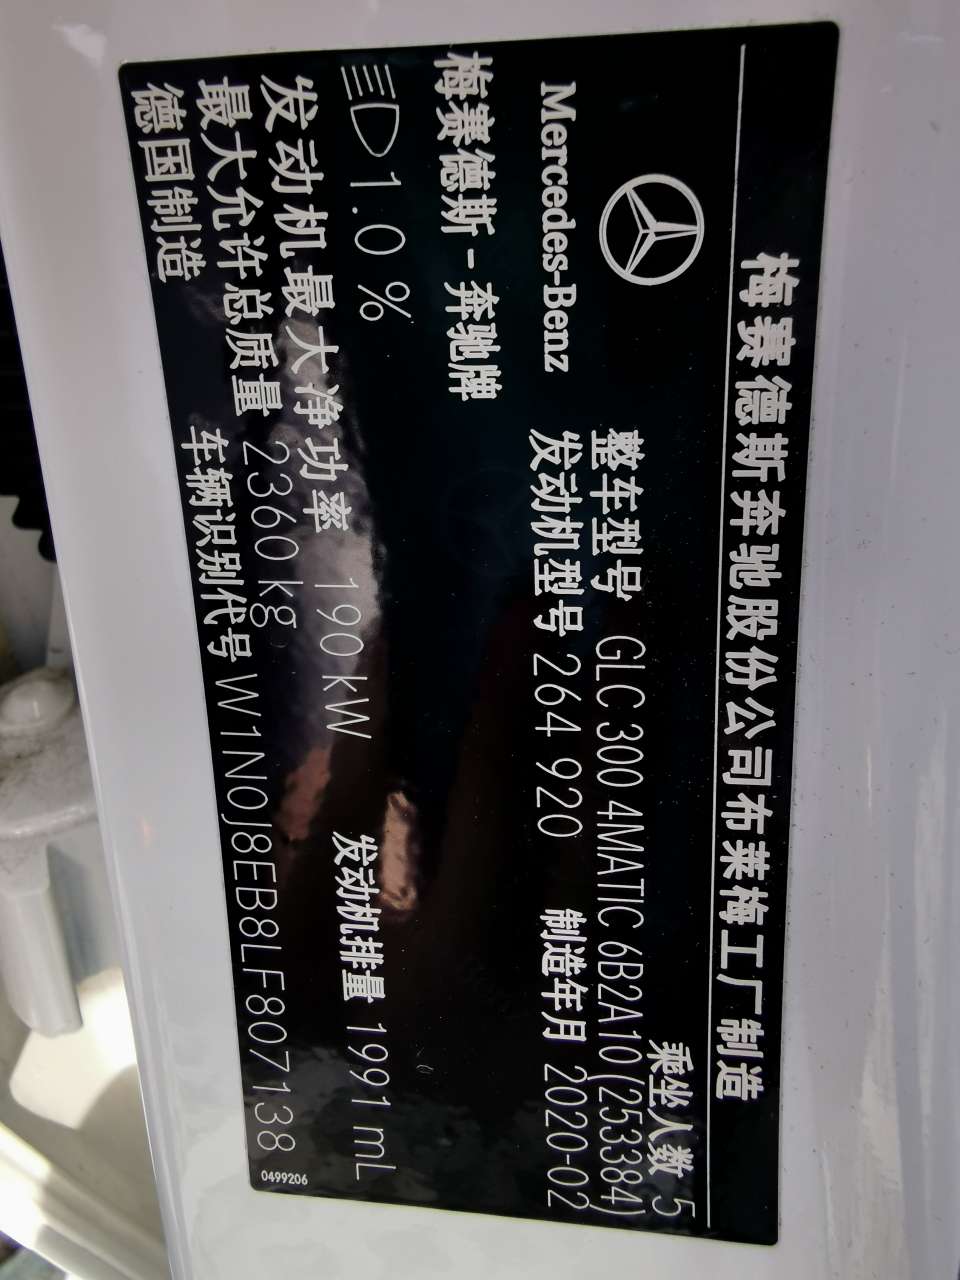 梅赛德斯奔驰股份公司布莱梅工厂制造
乘坐人数 5
Mercedes-Benz
整车型号 GLC 300 4MATIC 6B2A10(253384)
发动机型号 264 920
制造年月 2020-02
梅赛德斯-奔驰牌
1.0 %
发动机最大净功率 190 kW
发动机排量 1991 mL
最大允许总质量 2360 kg
德国制造
车辆识别代号 W1N0J8EB8LF807138
0499206